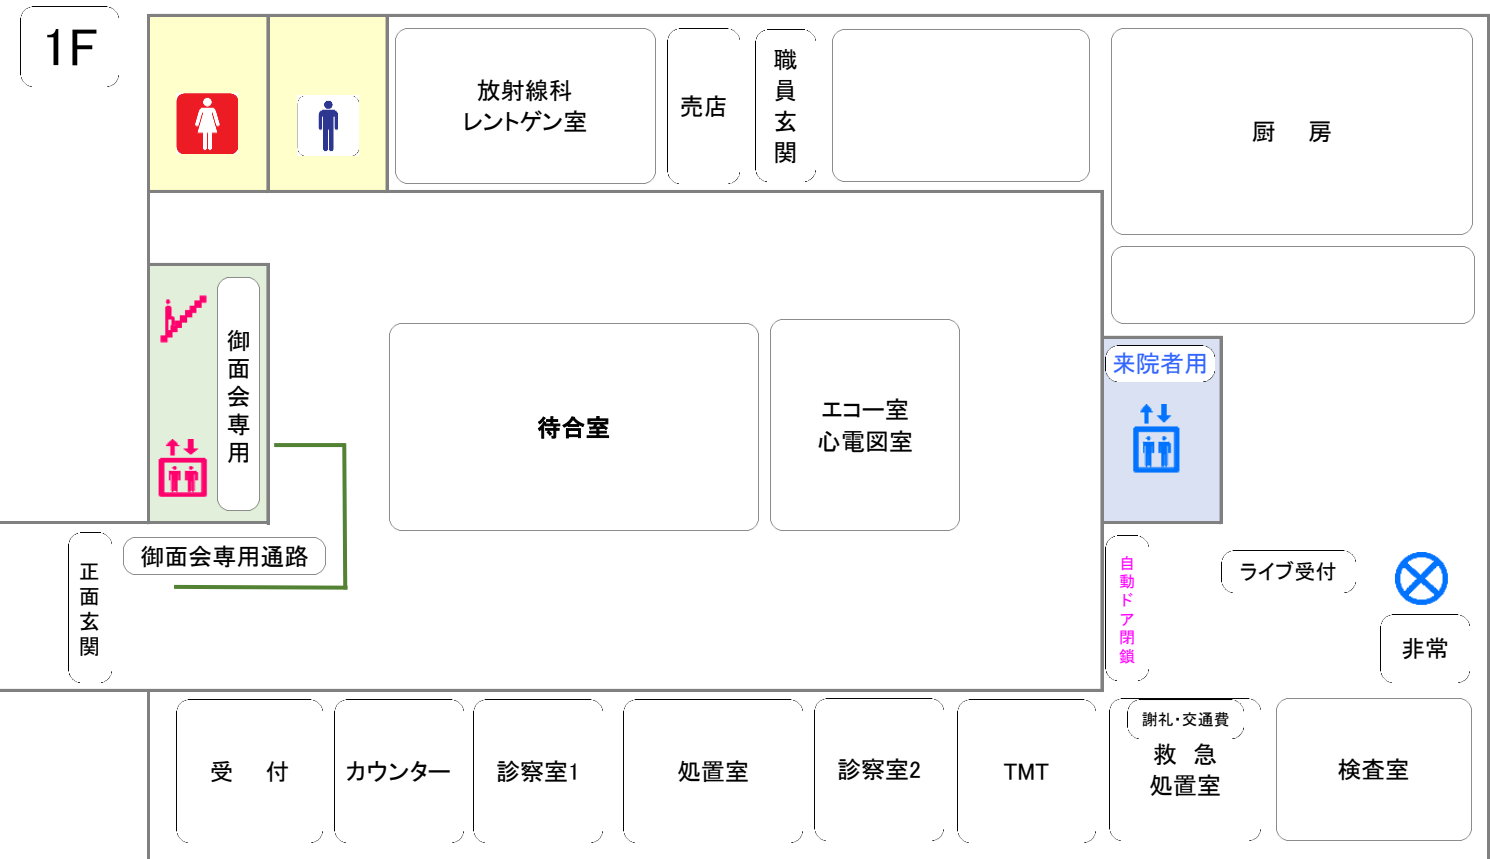 1F
放射線科
レントゲン室
売店
職員玄関
厨　房
御面会専用
来院者用
待合室
エコー室
心電図室
正面玄関
御面会専用通路
自動ドア閉鎖
ライブ受付
非常
受　付
カウンター
診察室1
処置室
診察室2
TMT
謝礼・交通費
救 急
処置室
検査室